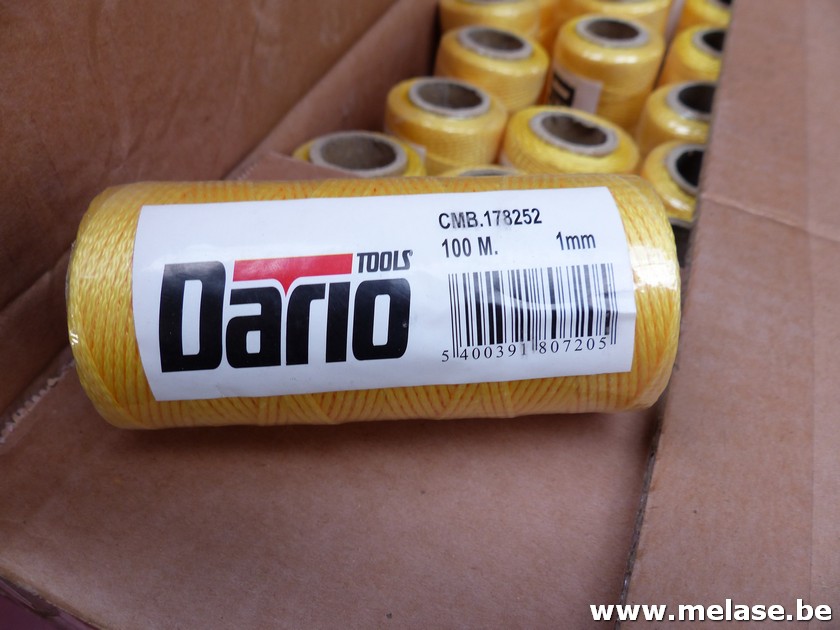 CMB.178252
TOOLS
100 M. 1mm
Dario
5 400391 807205
www.melase.be